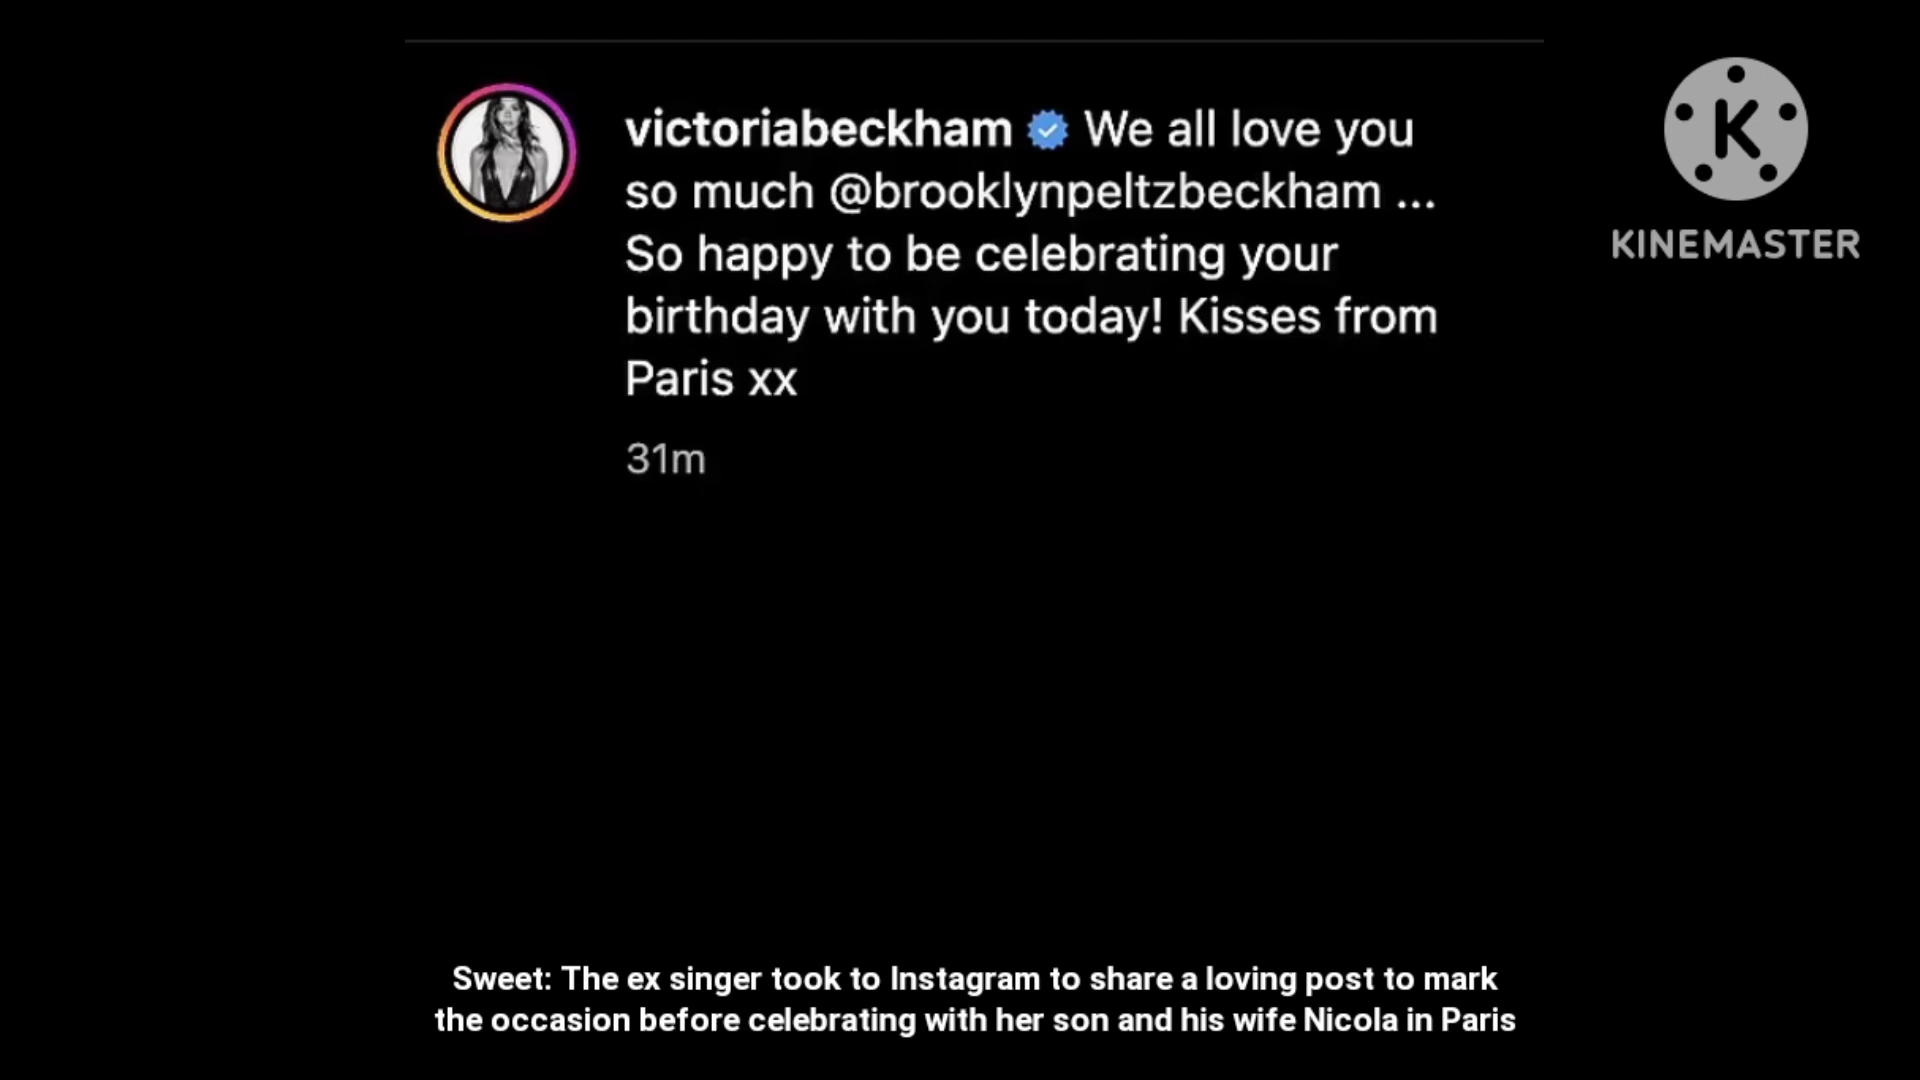 victoriabeckham We all love you
so much @brooklynpeltzbeckham ...
So happy to be celebrating your
birthday with you today! Kisses from
Paris xx
31m
K
KINEMASTER
Sweet: The ex singer took to Instagram to share a loving post to mark
the occasion before celebrating with her son and his wife Nicola in Paris